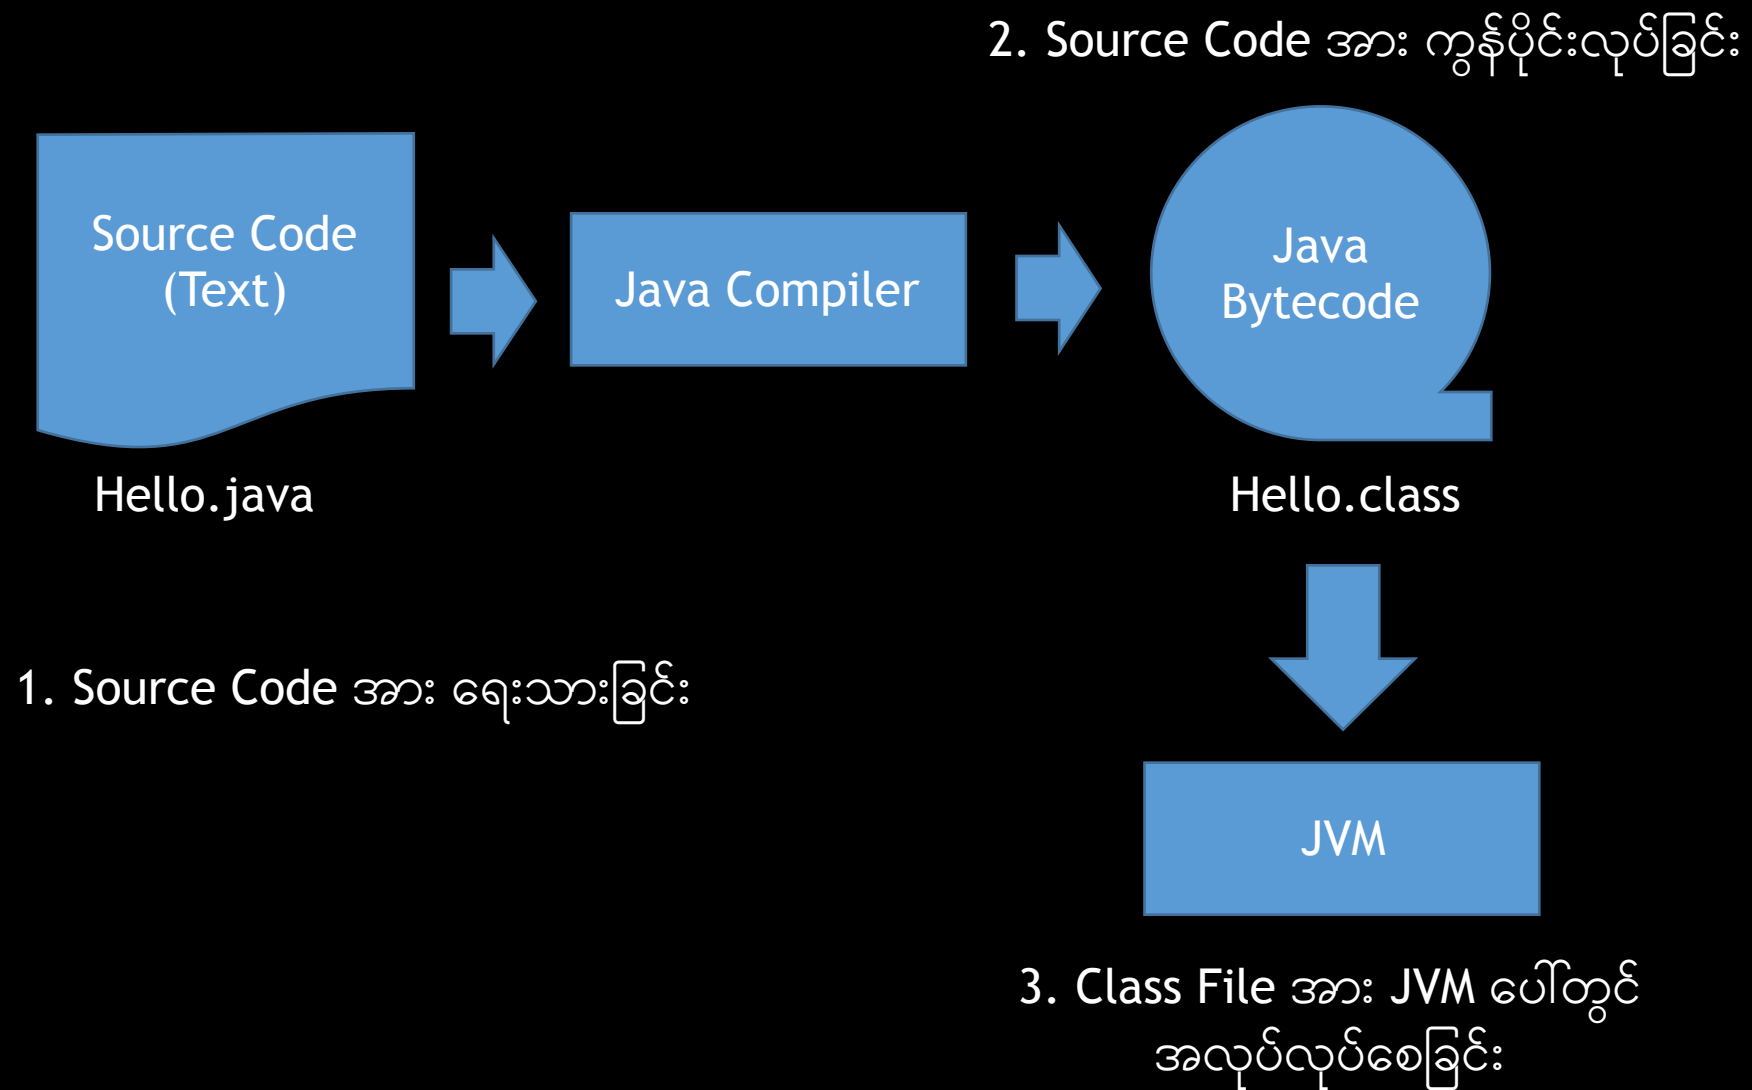 2. Source Code အား ကွန်ပိုင်းလုပ်ခြင်း
Source Code
(Text)
Java Compiler
Java
Bytecode
Hello.java
Hello.class
1. Source Code အား ရေးသားခြင်း
JVM
3. Class File အား JVM ပေါ်တွင်
အလုပ်လုပ်စေခြင်း